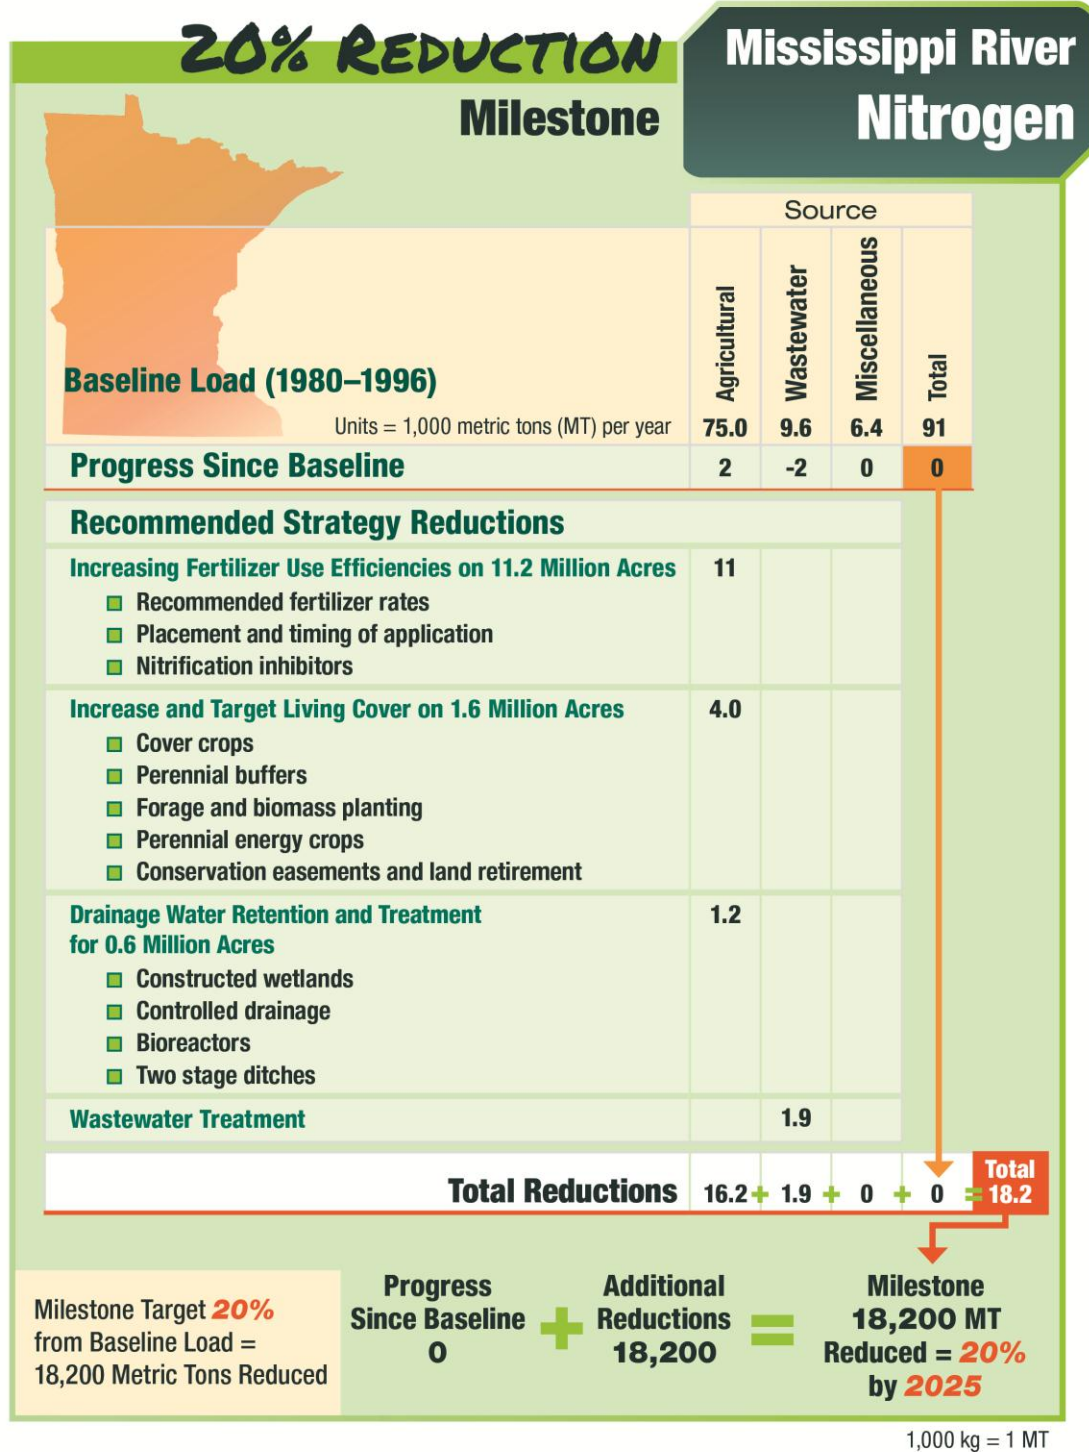 20% REDUCTION
Milestone
Mississippi River
Nitrogen
Source
Agricultural
Wastewater
Miscellaneous
Total
Baseline Load (1980–1996)
Units = 1,000 metric tons (MT) per year 75.0 9.6 6.4 91
Progress Since Baseline 2 -2 0 0
Recommended Strategy Reductions
Increasing Fertilizer Use Efficiencies on 11.2 Million Acres 11
Recommended fertilizer rates
Placement and timing of application
Nitrification inhibitors
Increase and Target Living Cover on 1.6 Million Acres 4.0
Cover crops
Perennial buffers
Forage and biomass planting
Perennial energy crops
Conservation easements and land retirement
Drainage Water Retention and Treatment 1.2
for 0.6 Million Acres
Constructed wetlands
Controlled drainage
Bioreactors
Two stage ditches
Wastewater Treatment 1.9
Total
Total Reductions 16.2 + 1.9 + 0 + 0 = 18.2
Milestone Target 20%
from Baseline Load =
18,200 Metric Tons Reduced
Progress
Since Baseline
0
+
Additional
Reductions
18,200
=
Milestone
18,200 MT
Reduced = 20%
by 2025
1,000 kg = 1 MT